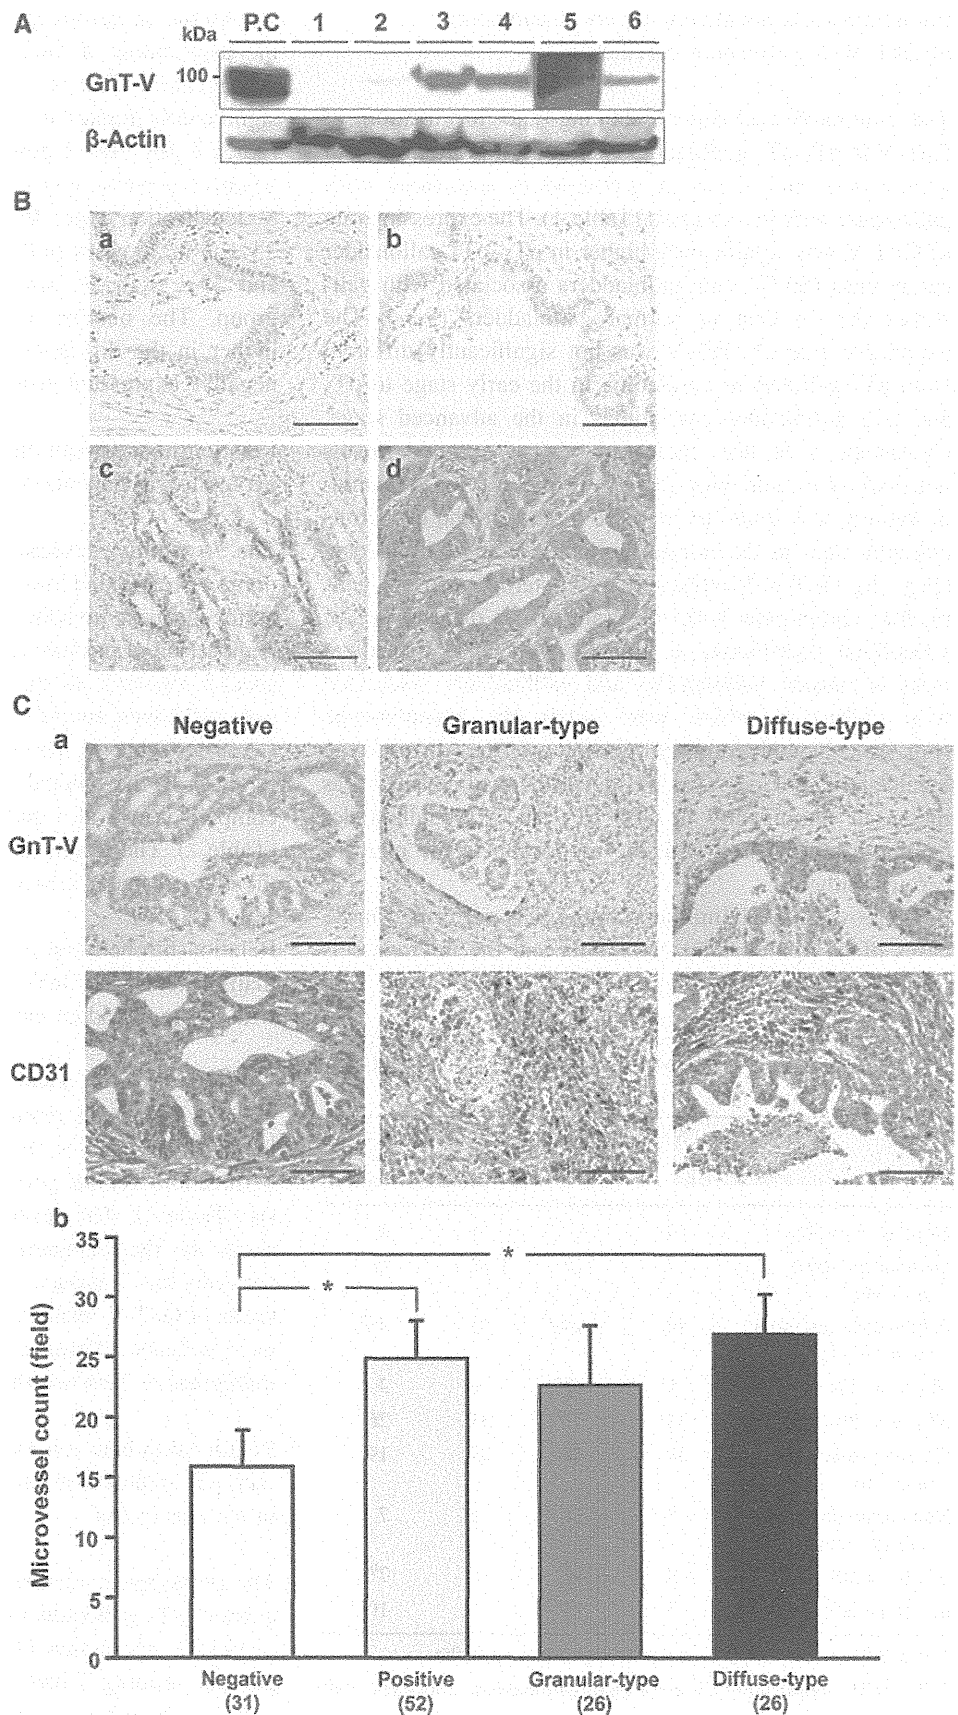 A
kDa
P.C 1 2 3 4 5 6
GnT-V
100
β-Actin
B
a
b
c
d
C
Negative Granular-type Diffuse-type
a
GnT-V
CD31
b
Microvessel count (field)
35
30
25
20
15
10
5
0
*
*
Negative Positive Granular-type Diffuse-type
(31) (52) (26) (26)